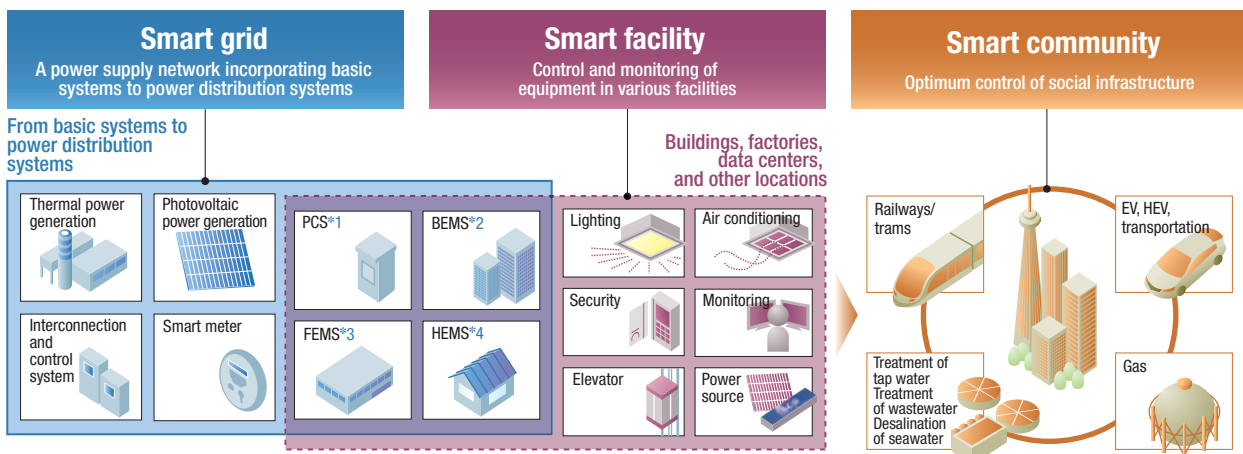 Smart grid
A power supply network incorporating basic
systems to power distribution systems
Smart facility
Control and monitoring of
equipment in various facilities
Smart community
Optimum control of social infrastructure
From basic systems to
power distribution
systems
Buildings, factories,
data centers,
and other locations
Thermal power
generation
Photovoltaic
power generation
Interconnection
and
control
system
Smart meter
PCS*1
BEMS*2
FEMS*3
HEMS*4
Lighting
Air conditioning
Security
IC
Monitoring
Elevator
Power
source
Railways/
trams
EV, HEV,
transportation
Treatment of
tap water
Treatment
of wastewater
Desalination
of seawater
Gas